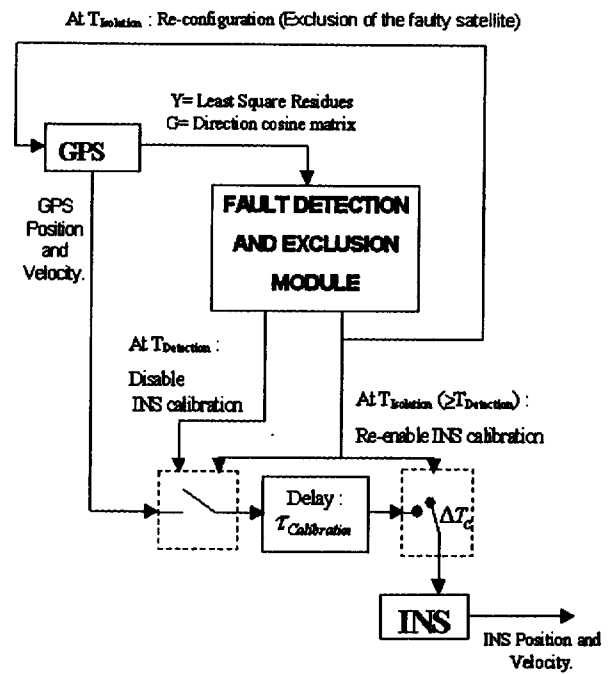 At T_Isolation : Re-configuration (Exclusion of the faulty satellite)
Y= Least Square Residues
G= Direction cosine matrix
GPS
GPS
Position
and
Velocity.
FAULT DETECTION
AND EXCLUSION
MODULE
At T_Detection :
Disable
INS calibration
At T_Isolation (≥T_Detection) :
Re-enable INS calibration
Delay :
τ_Calibration
ΔT_c
INS
INS Position and
Velocity.